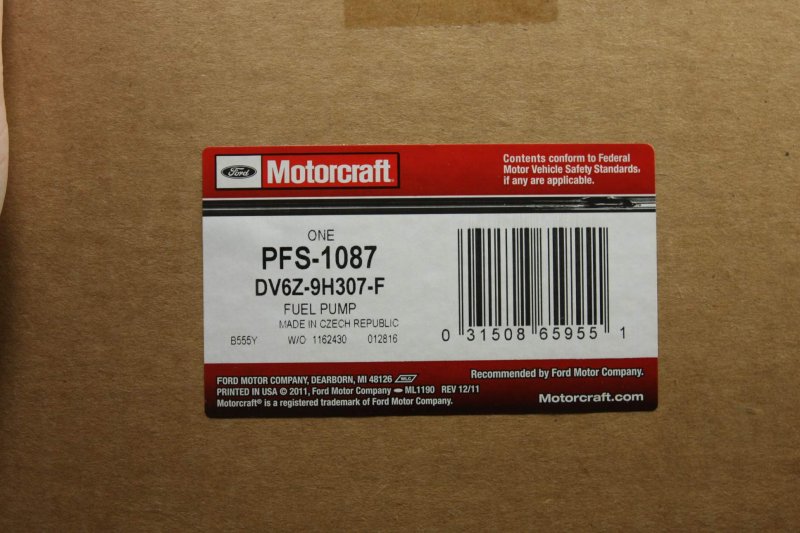 Ford Motorcraft
Contents conform to Federal
Motor Vehicle Safety Standards,
if any are applicable.
ONE
PFS-1087
DV6Z-9H307-F
FUEL PUMP
MADE IN CZECH REPUBLIC
B555Y W/O 1162430 012816
0 31508 65955 1
FORD MOTOR COMPANY, DEARBORN, MI 48126
PRINTED IN USA © 2011, Ford Motor Company ML1190 REV 12/11
Motorcraft® is a registered trademark of Ford Motor Company.
Recommended by Ford Motor Company.
Motorcraft.com